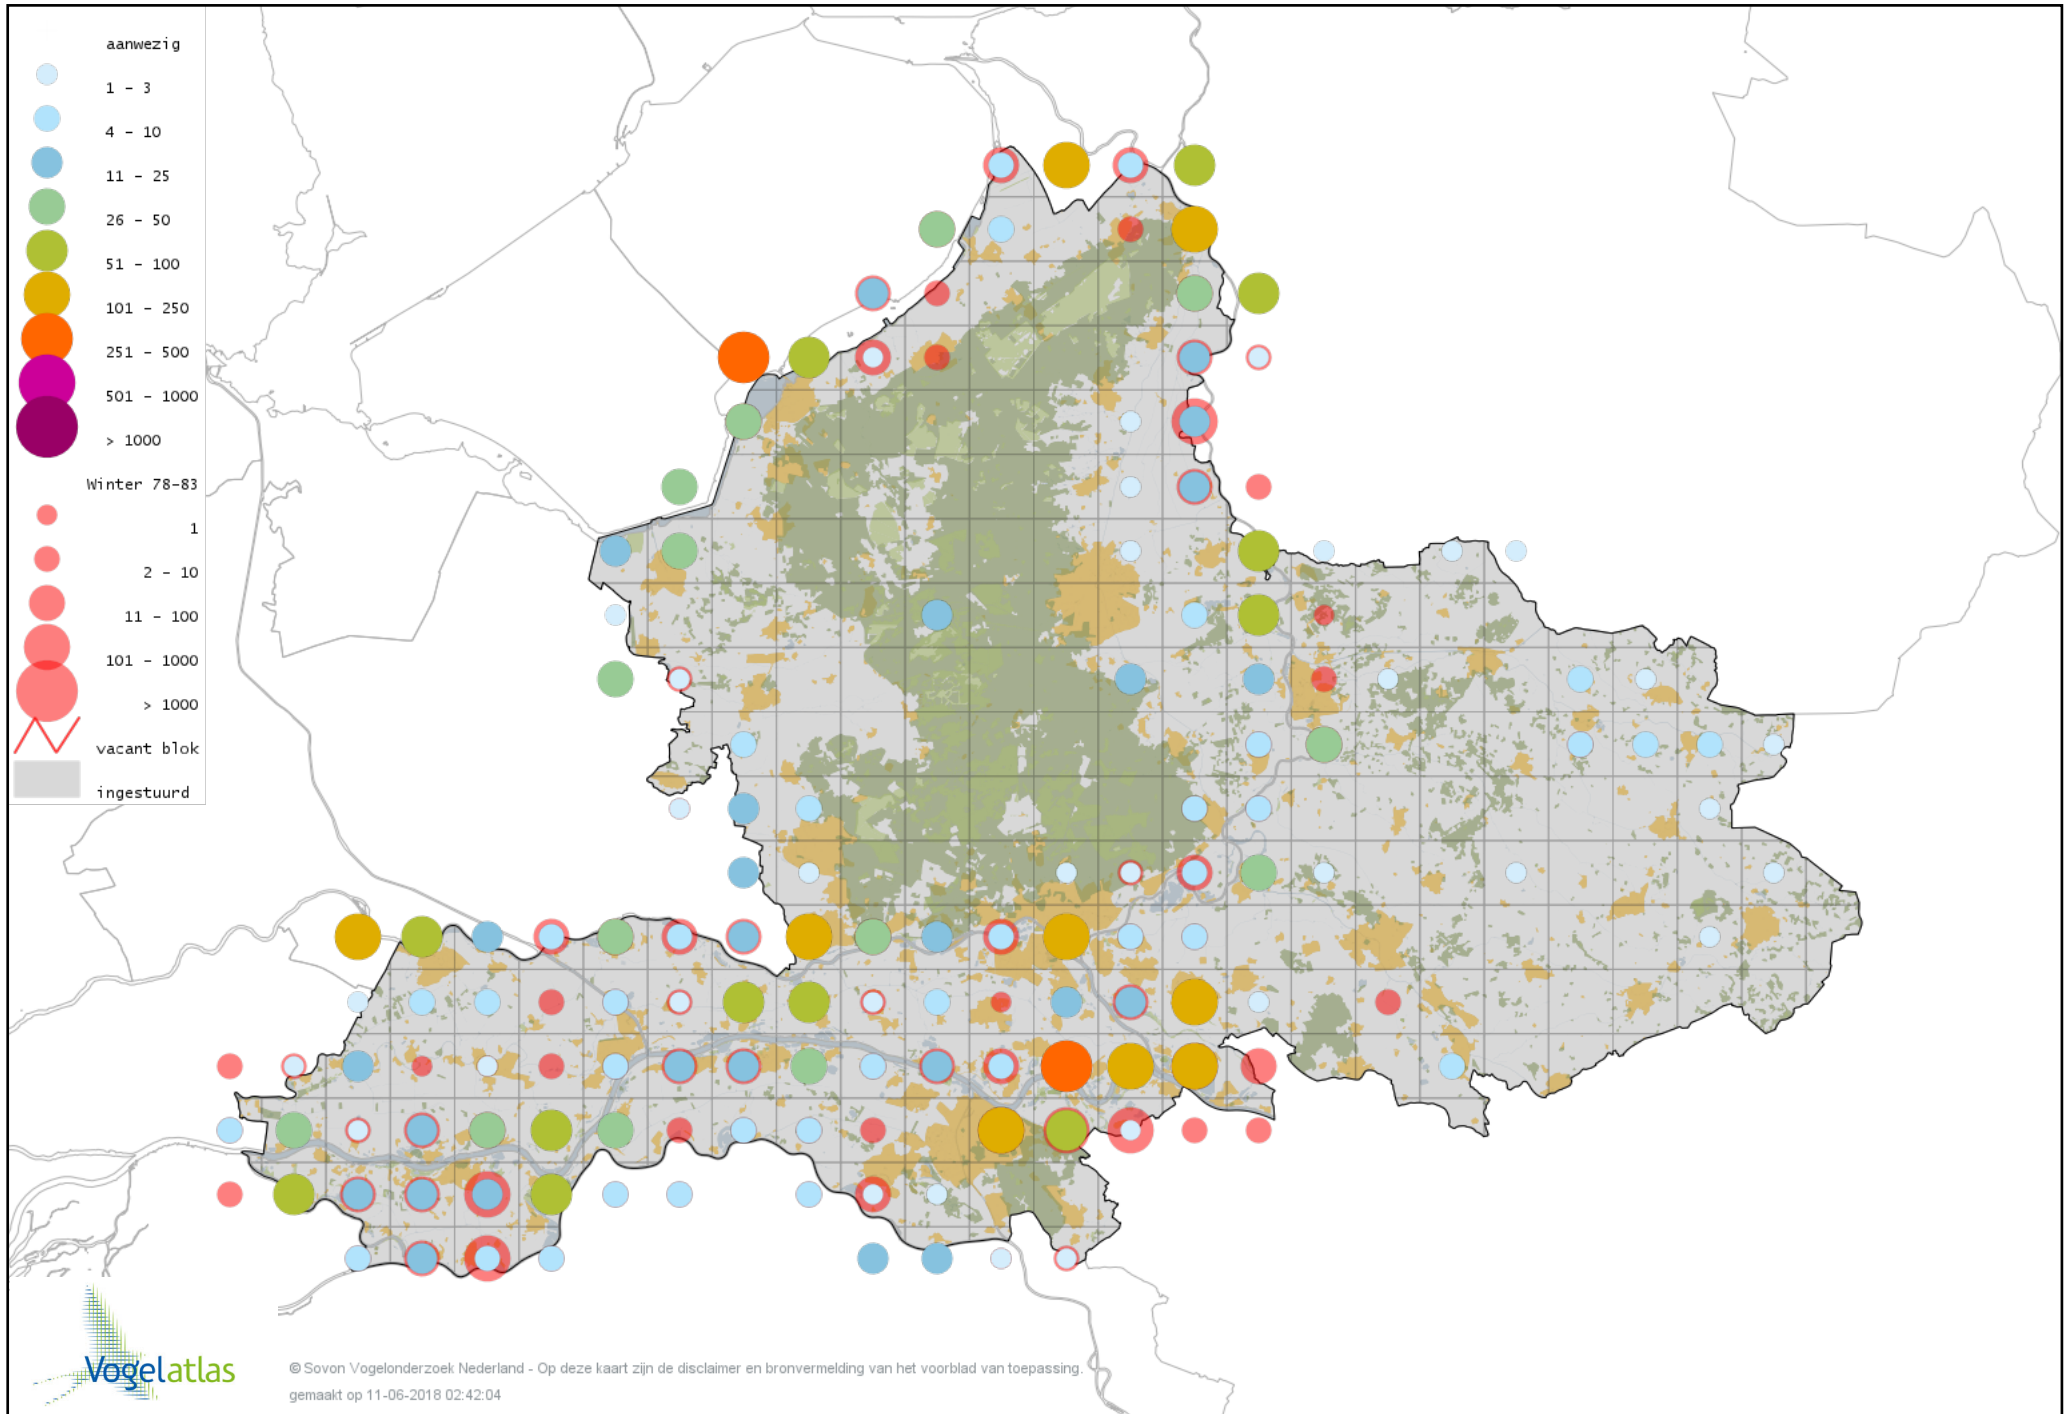 aanwezig
1 - 3
4 - 10
11 - 25
26 - 50
51 - 100
101 - 250
251 - 500
501 - 1000
> 1000
Winter 78-83
1
2 - 10
11 - 100
101 - 1000
> 1000
vacant blok
ingestuurd
Vogelatlas
© Sovon Vogelonderzoek Nederland - Op deze kaart zijn de disclaimer en bronvermelding van het voorblad van toepassing.
gemaakt op 11-06-2018 02:42:04